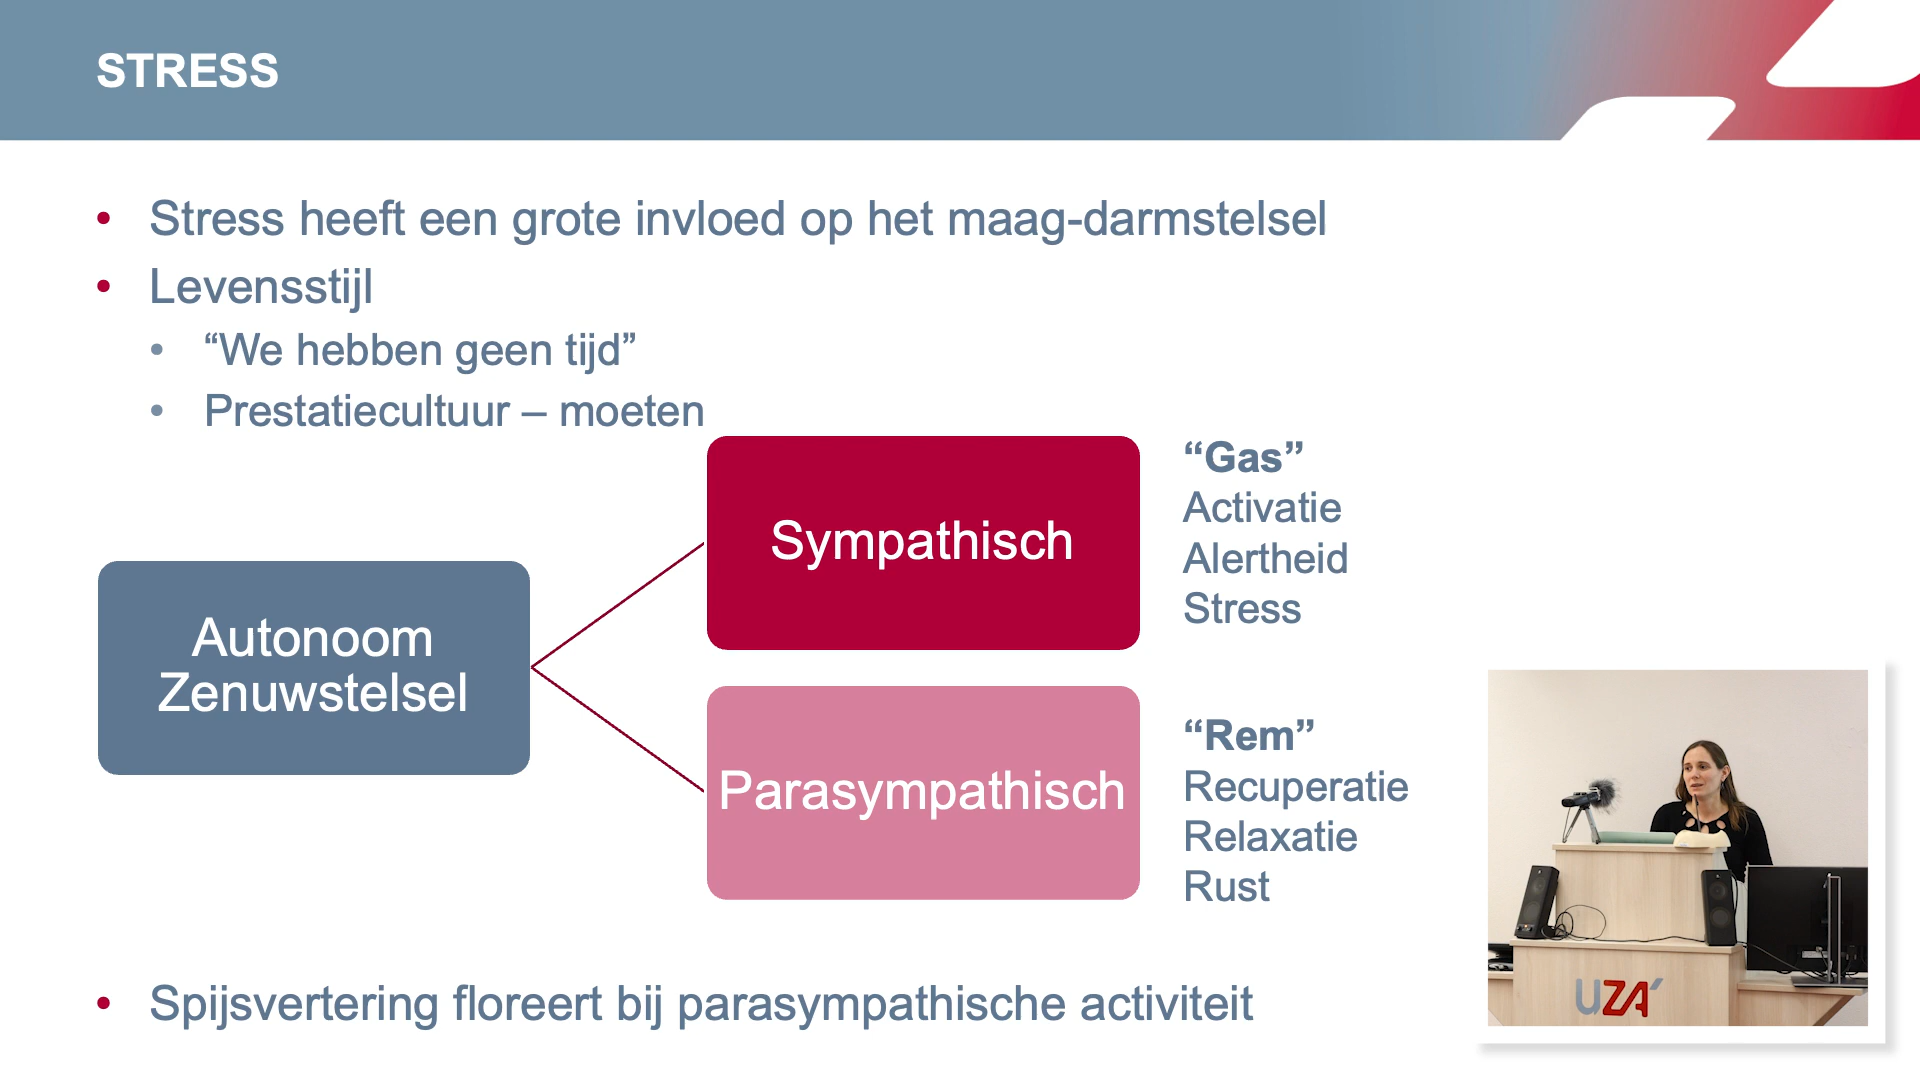 STRESS
• Stress heeft een grote invloed op het maag-darmstelsel
• Levensstijl
• “We hebben geen tijd”
• Prestatiecultuur – moeten
Autonoom
Zenuwstelsel
Sympathisch
“Gas”
Activatie
Alertheid
Stress
Parasympathisch
“Rem”
Recuperatie
Relaxatie
Rust
• Spijsvertering floreert bij parasympathische activiteit
UZA